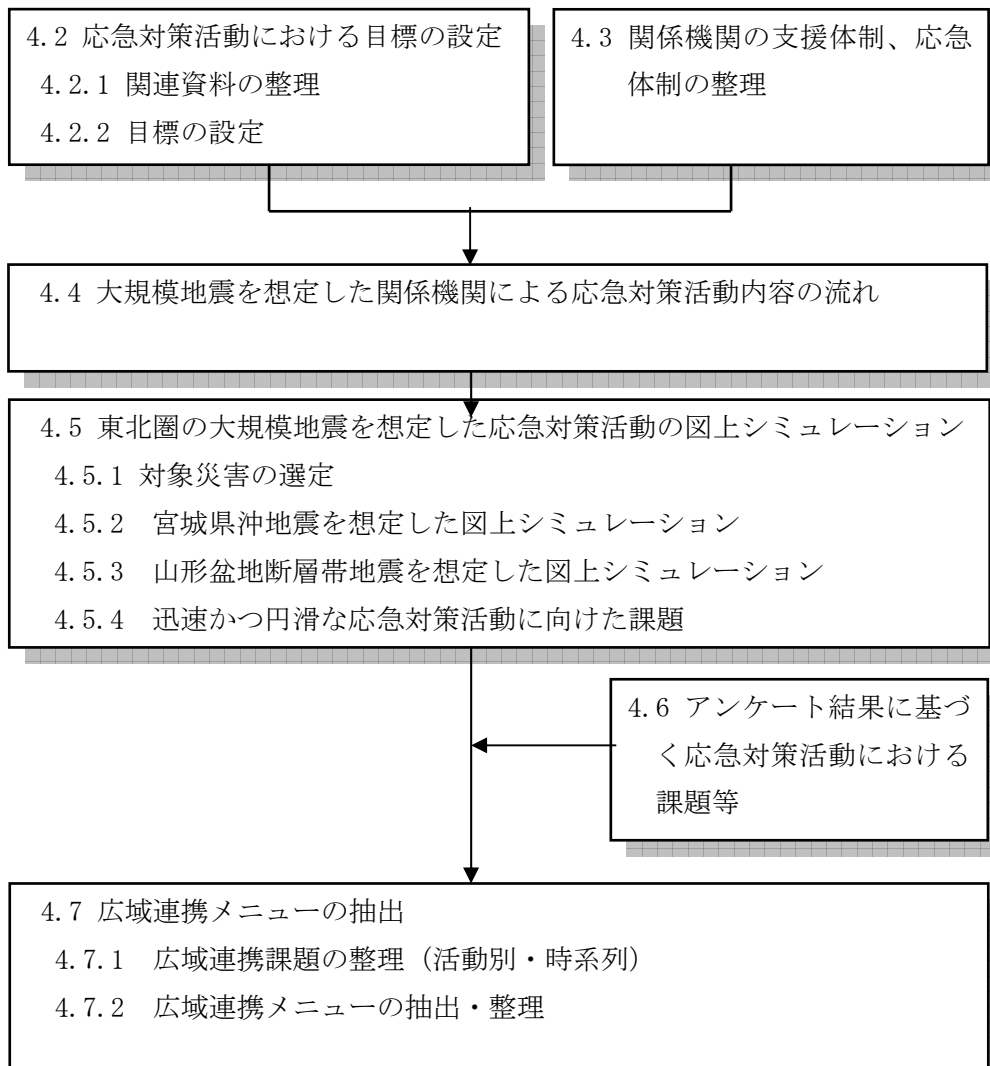 4.2 応急対策活動における目標の設定
4.2.1 関連資料の整理
4.2.2 目標の設定
4.3 関係機関の支援体制、応急
体制の整理
4.4 大規模地震を想定した関係機関による応急対策活動内容の流れ
4.5 東北圏の大規模地震を想定した応急対策活動の図上シミュレーション
4.5.1 対象災害の選定
4.5.2　宮城県沖地震を想定した図上シミュレーション
4.5.3　山形盆地断層帯地震を想定した図上シミュレーション
4.5.4　迅速かつ円滑な応急対策活動に向けた課題
4.6 アンケート結果に基づ
く応急対策活動における
課題等
4.7 広域連携メニューの抽出
4.7.1　広域連携課題の整理（活動別・時系列）
4.7.2　広域連携メニューの抽出・整理